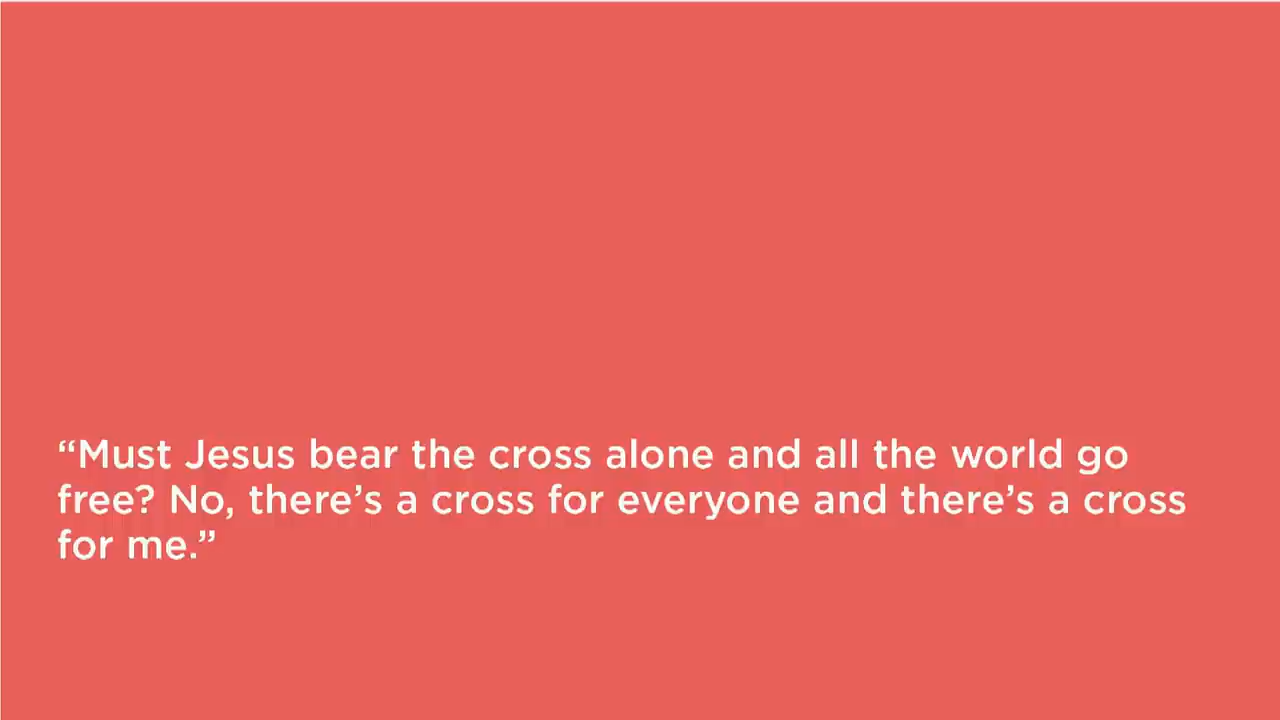 “Must Jesus bear the cross alone and all the world go
free? No, there’s a cross for everyone and there’s a cross
for me.”